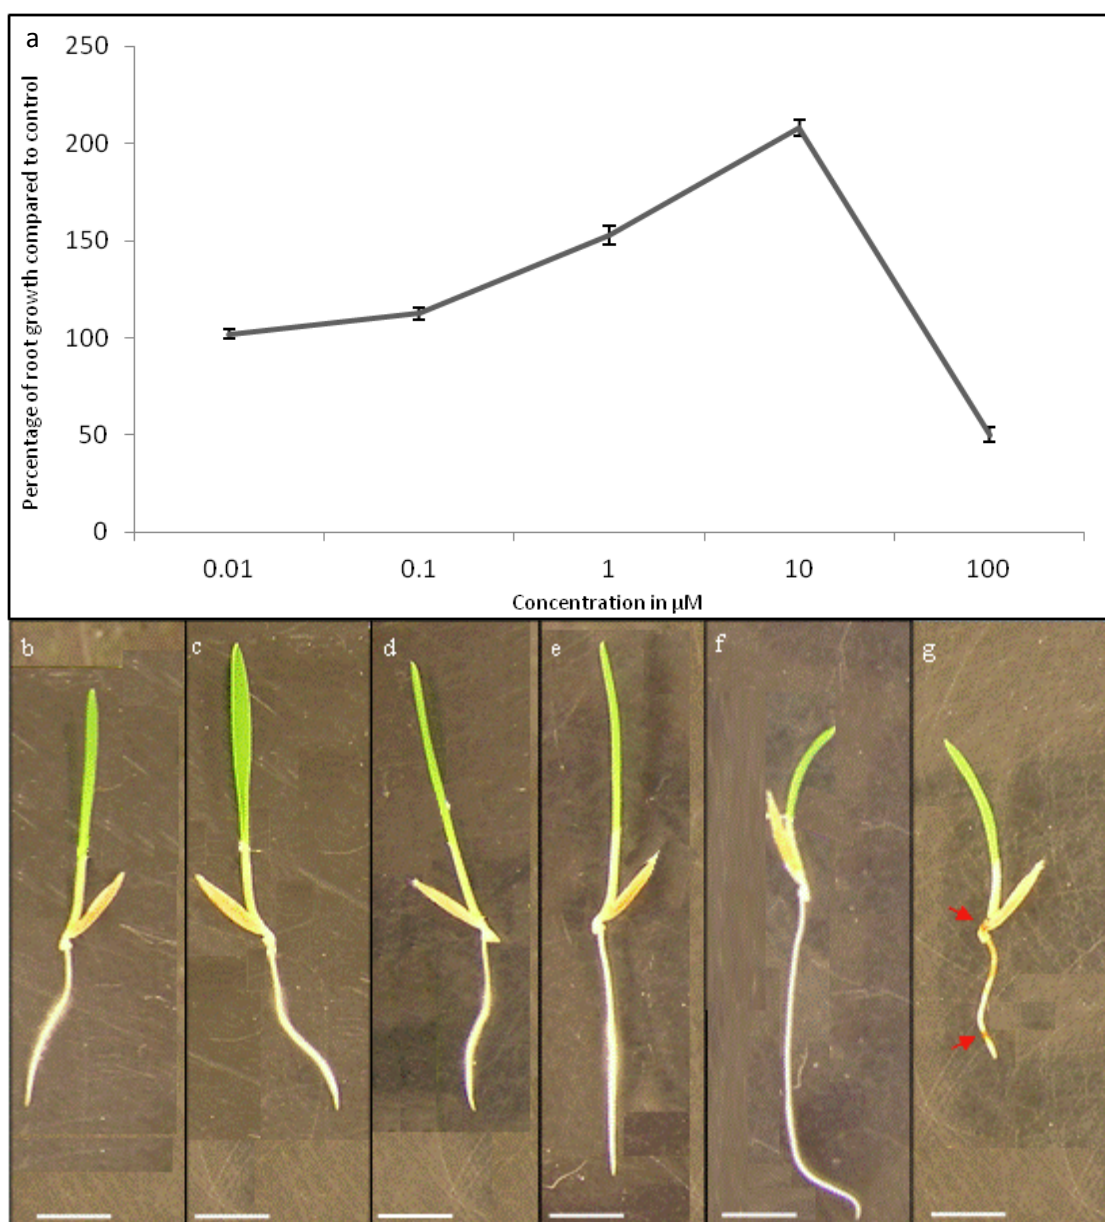 a
Percentage of root growth compared to control
250
200
150
100
50
0
0.01 0.1 1 10 100
Concentration in µM
b c d e f g